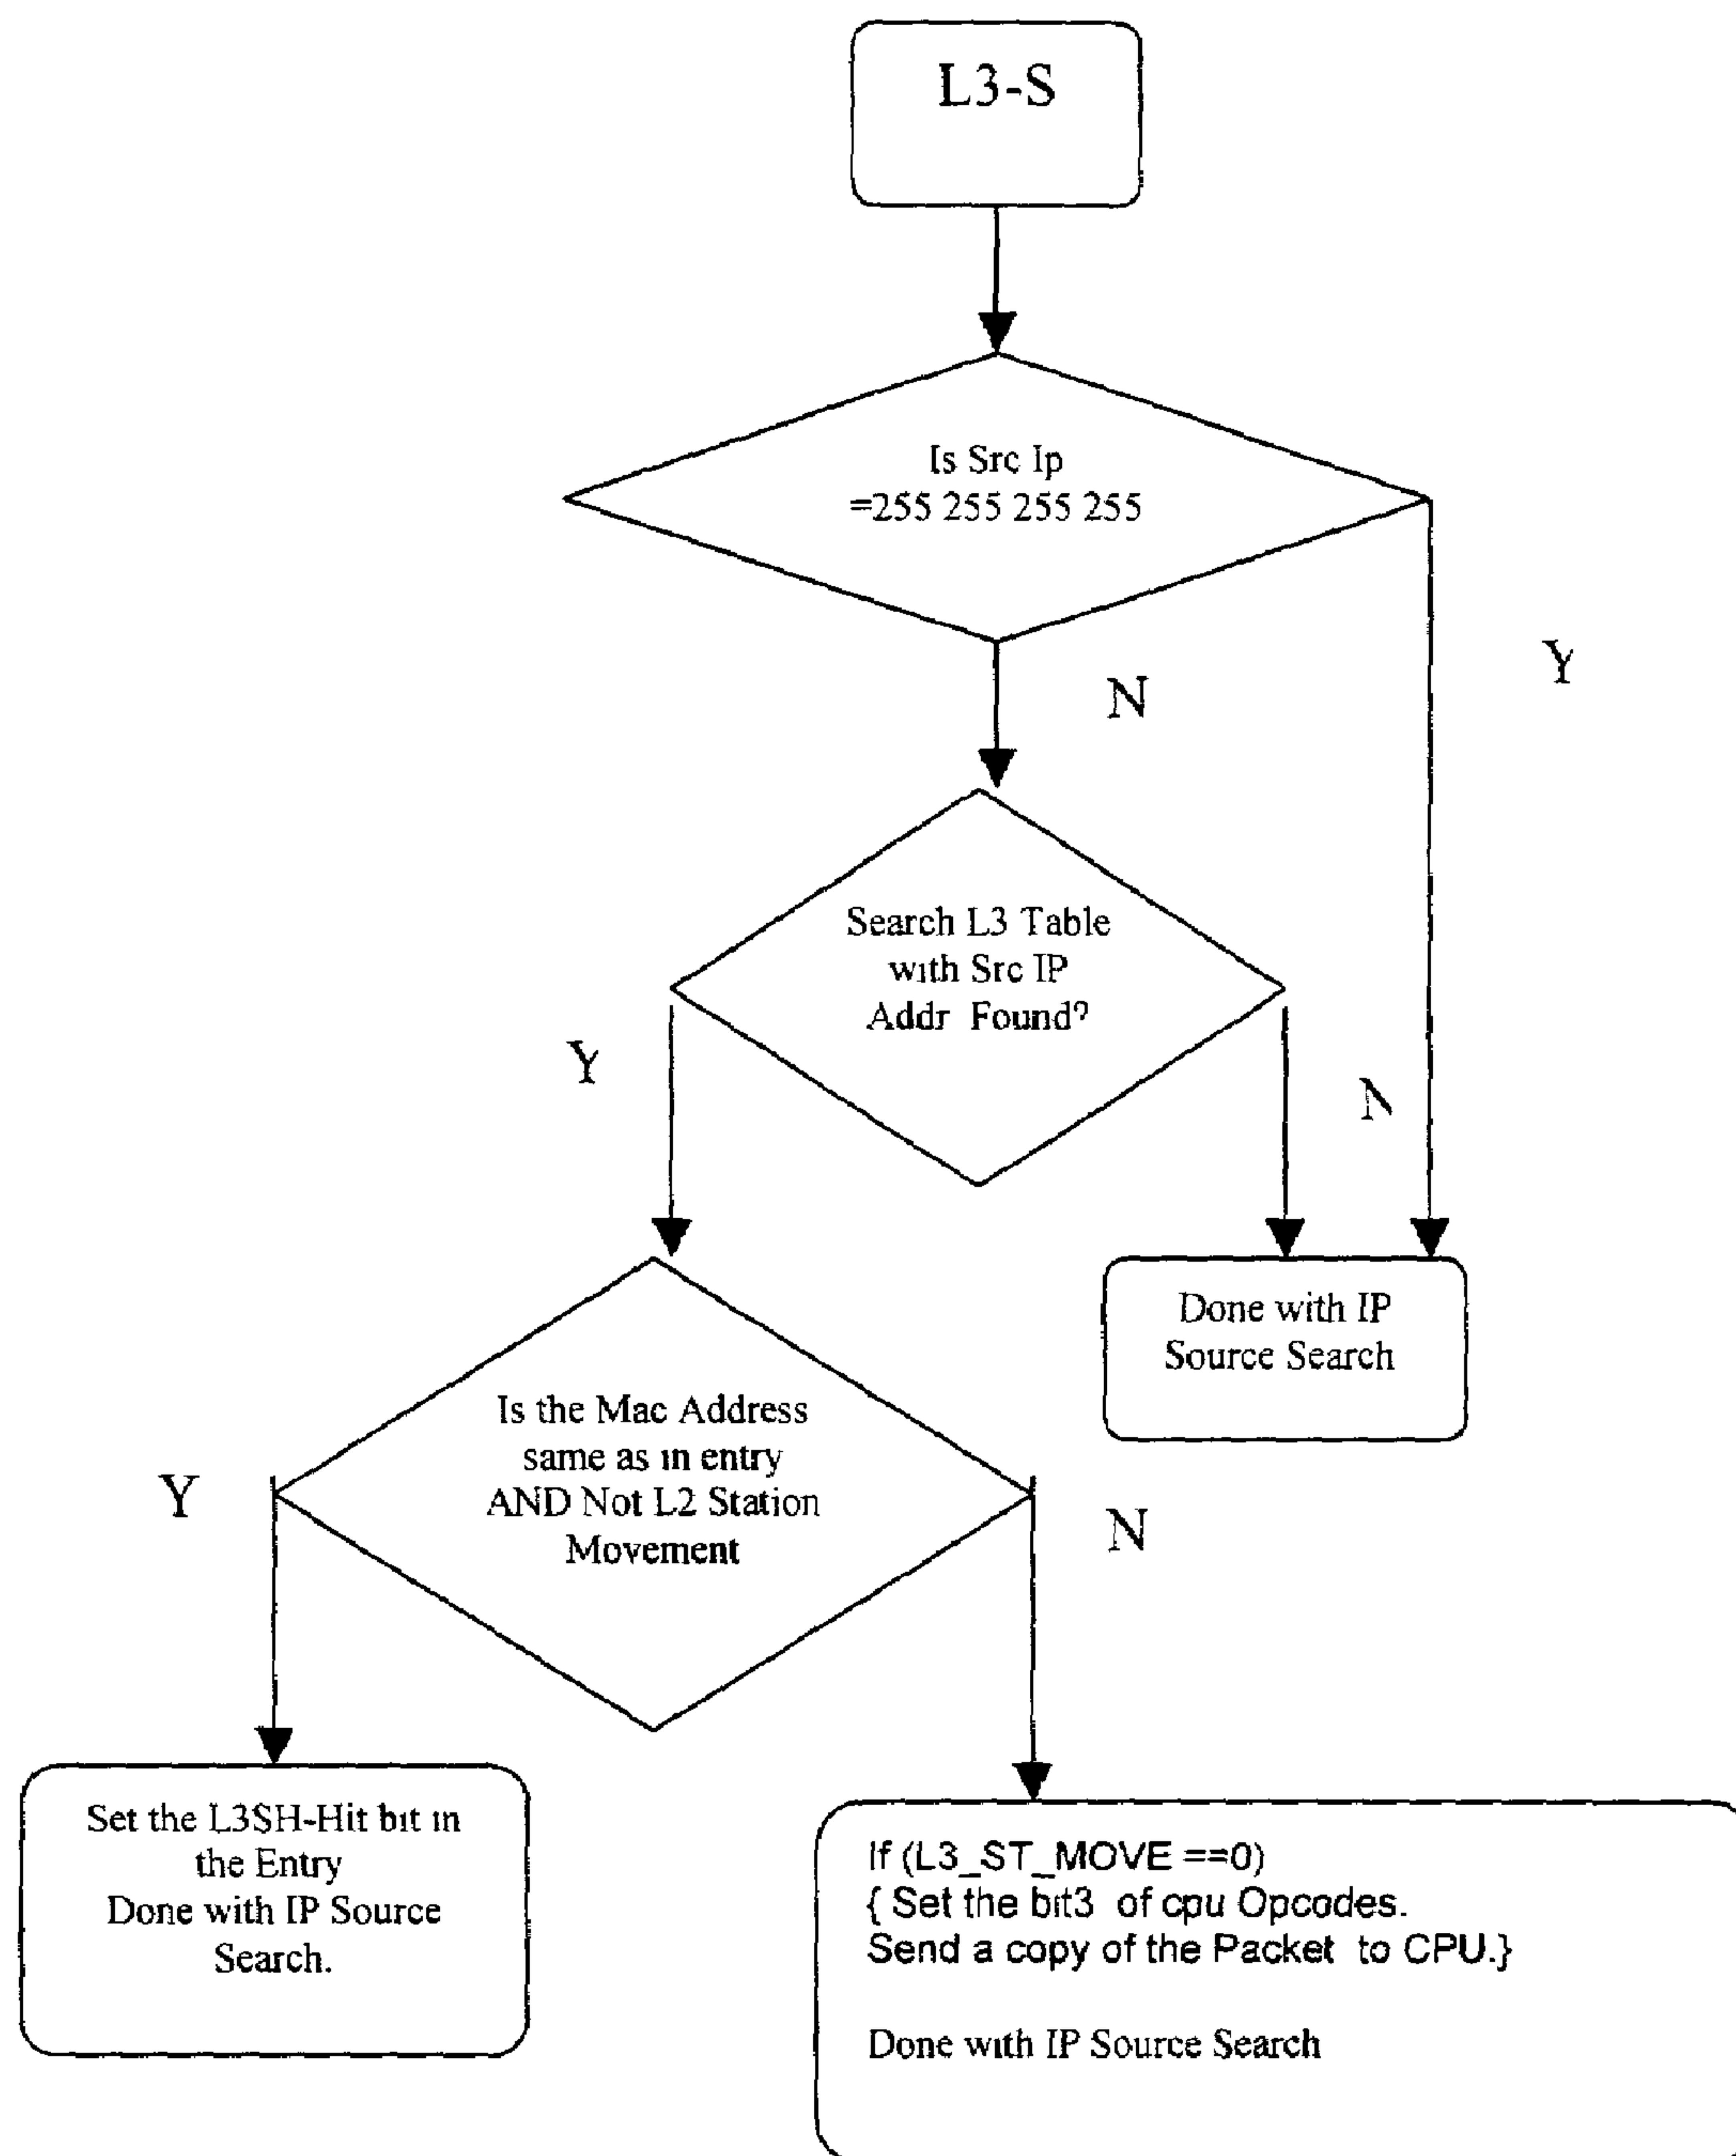 L3-S
Is Src Ip
=255 255 255 255
Y
N
Search L3 Table
with Src IP
Addr Found?
Y
N
Done with IP
Source Search
Is the Mac Address
same as in entry
AND Not L2 Station
Movement
Y
N
Set the L3SH-Hit bit in
the Entry
Done with IP Source
Search.
If (L3_ST_MOVE ==0)
{ Set the bit3 of cpu Opcodes.
Send a copy of the Packet to CPU.}
Done with IP Source Search